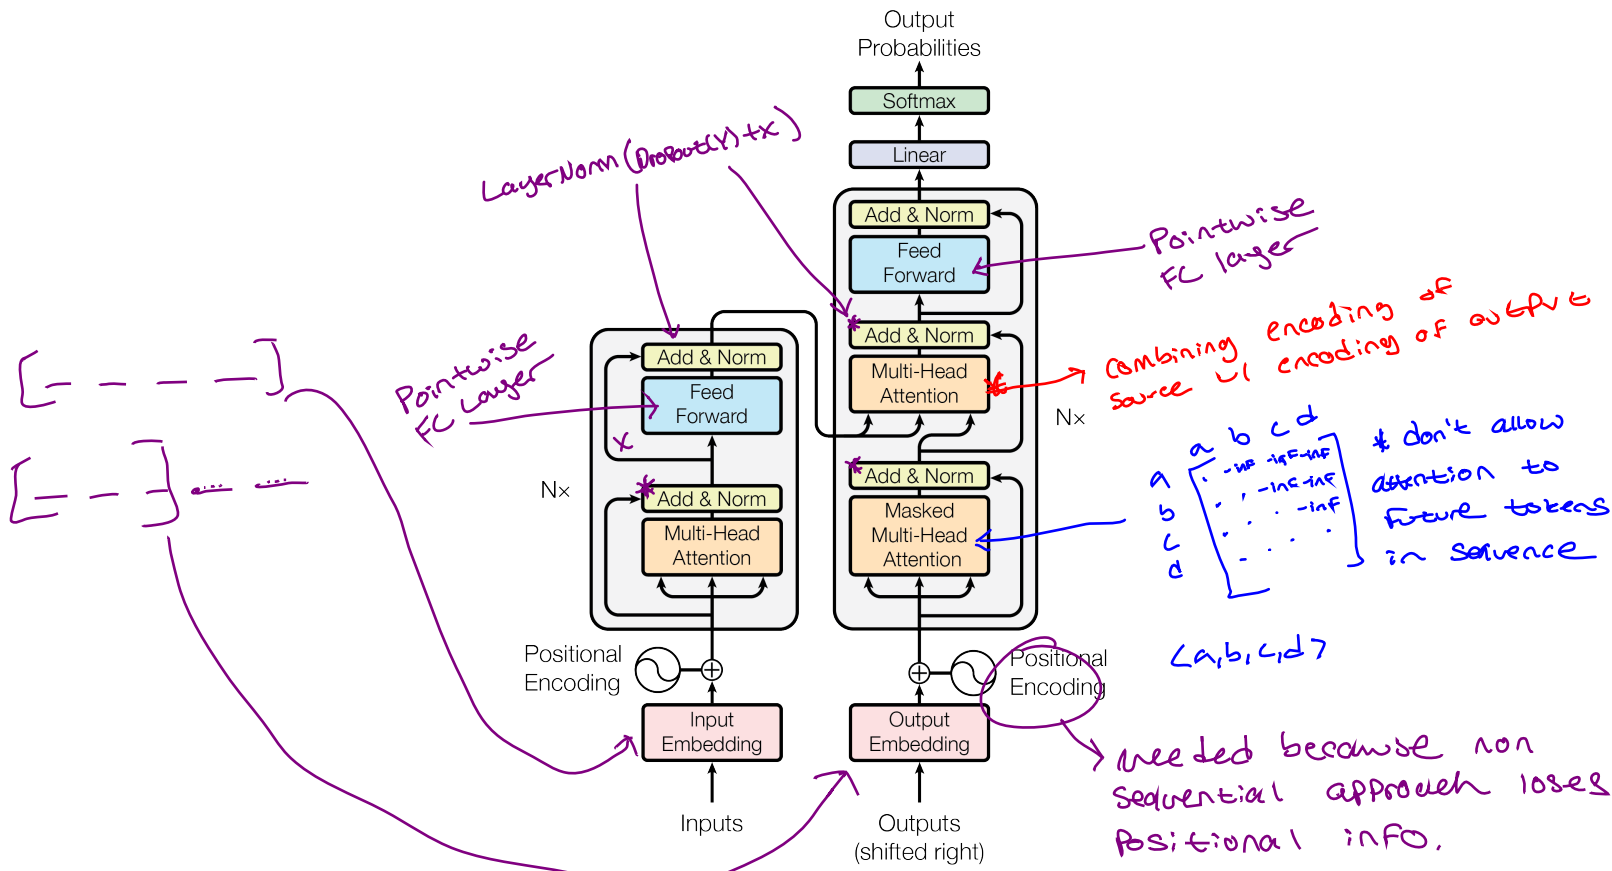 Output
Probabilities
Softmax
Linear
LayerNorm(Dropout(Y)+x)
Add & Norm
Feed
Forward
Pointwise
FC layer
Add & Norm
Multi-Head
Attention
Combining encoding of
source w/ encoding of output
Nx
Add & Norm
Masked
Multi-Head
Attention
a b c d
a . -inf -inf -inf
b . . -inf -inf
c . . . -inf
d . . . .
* don't allow
attention to
future tokens
in sequence
<a,b,c,d>
Add & Norm
Feed
Forward
Pointwise
FC Layer
x
Nx
Add & Norm
Multi-Head
Attention
Positional
Encoding
Input
Embedding
Inputs
Positional
Encoding
Output
Embedding
Outputs
(shifted right)
needed because non
sequential approach loses
positional info.